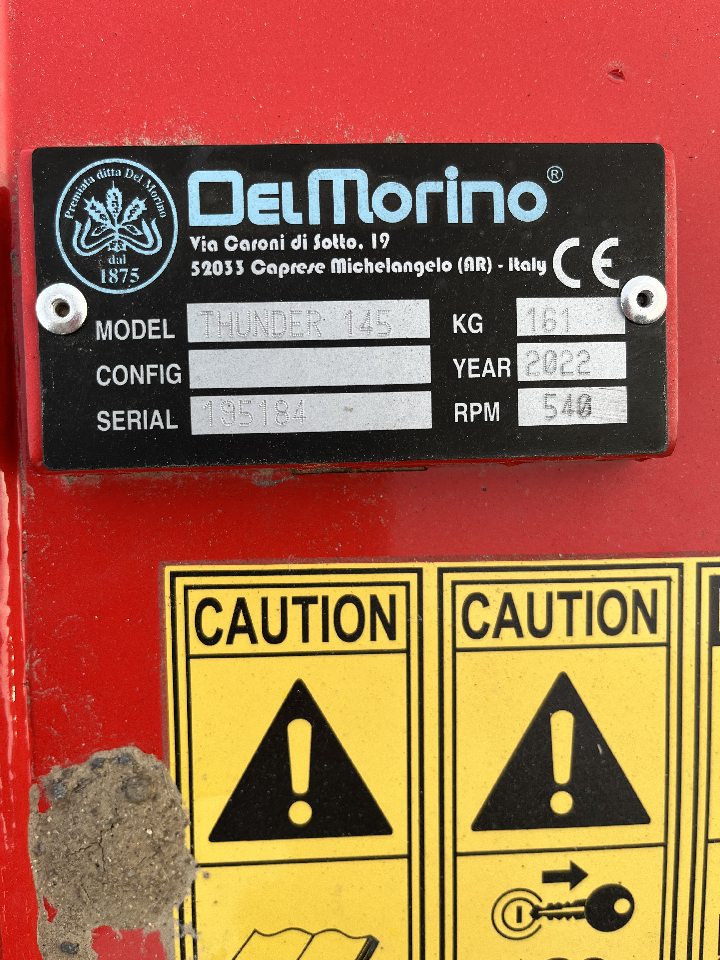 Premiata ditta Del Morino
dal
1875
DELMORINO®
Via Caroni di Sotto, 19
52033 Caprese Michelangelo (AR) - Italy CE
MODEL THUNDER 145 KG 161
CONFIG YEAR 2022
SERIAL 195184 RPM 540
CAUTION CAUTION